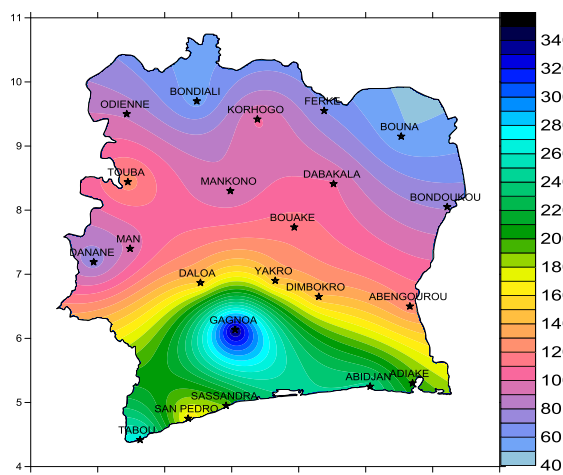 11
10
9
8
7
6
5
4
BONDIALI
ODIENNE
KORHOGO
FERKE
BOUNA
TOUBA
MANKONO
DABAKALA
BONDOUKOU
BOUAKE
MAN
DANANE
DALOA
YAKRO
DIMBOKRO
ABENGOUROU
GAGNOA
ABIDJAN
ADIAKE
SASSANDRA
SAN PEDRO
TABOU
340
320
300
280
260
240
220
200
180
160
140
120
100
80
60
40